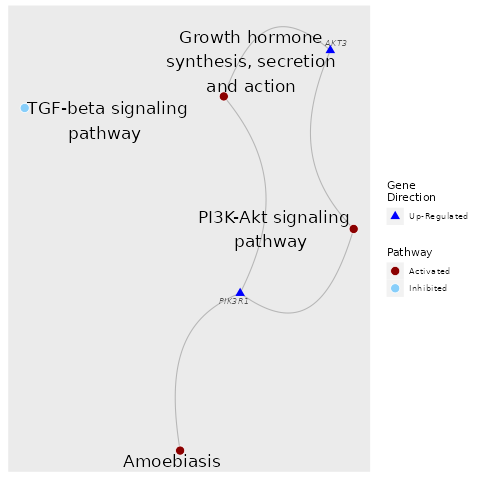 Growth hormone
synthesis, secretion
and action
AKT3
TGF-beta signaling
pathway
PI3K-Akt signaling
pathway
PIK3R1
Amoebiasis
Gene
Direction
Up-Regulated
Pathway
Activated
Inhibited